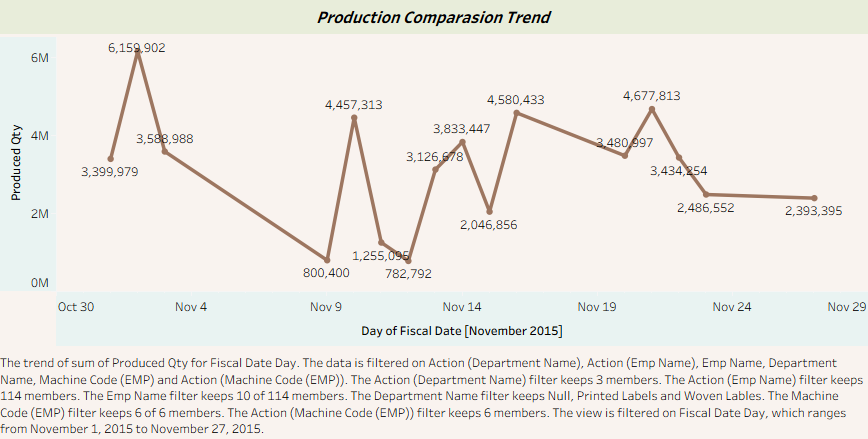 Production Comparasion Trend
6,159,902
6M
4,677,813
4,580,433
4,457,313
4M
3,833,447
3,588,988
3,480,997
3,126,678
3,399,979
3,434,254
Produced Qty
2M
2,486,552
2,393,395
2,046,856
1,255,095
800,400
782,792
0M
Oct 30
Nov 4
Nov 9
Nov 14
Nov 19
Nov 24
Nov 29
Day of Fiscal Date [November 2015]
The trend of sum of Produced Qty for Fiscal Date Day. The data is filtered on Action (Department Name), Action (Emp Name), Emp Name, Department
Name, Machine Code (EMP) and Action (Machine Code (EMP)). The Action (Department Name) filter keeps 3 members. The Action (Emp Name) filter keeps
114 members. The Emp Name filter keeps 10 of 114 members. The Department Name filter keeps Null, Printed Labels and Woven Lables. The Machine
Code (EMP) filter keeps 6 of 6 members. The Action (Machine Code (EMP)) filter keeps 6 members. The view is filtered on Fiscal Date Day, which ranges
from November 1, 2015 to November 27, 2015.